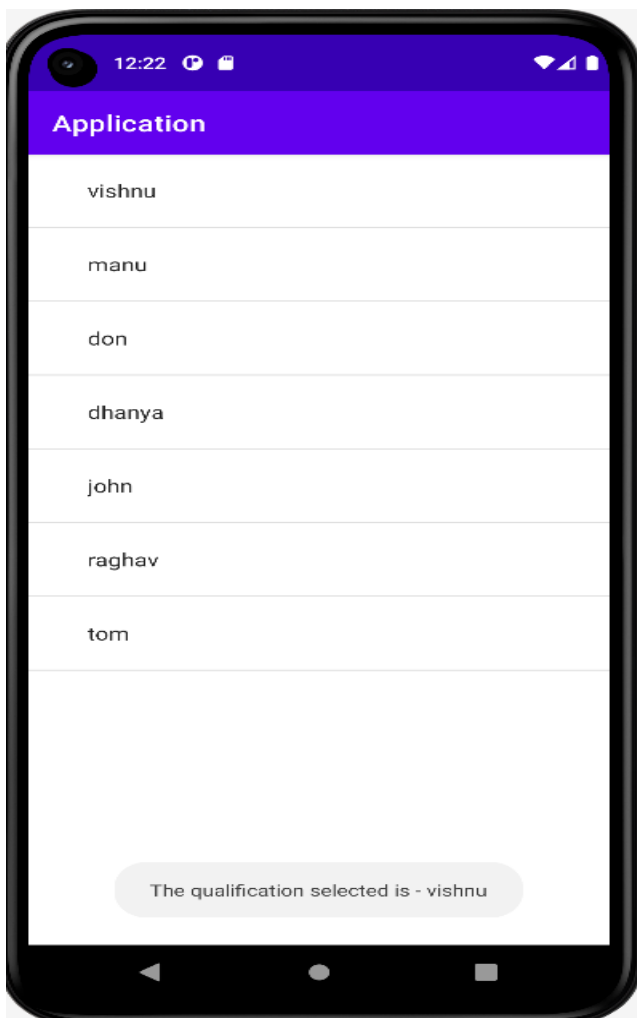 12:22
Application
vishnu
manu
don
dhanya
john
raghav
tom
The qualification selected is - vishnu